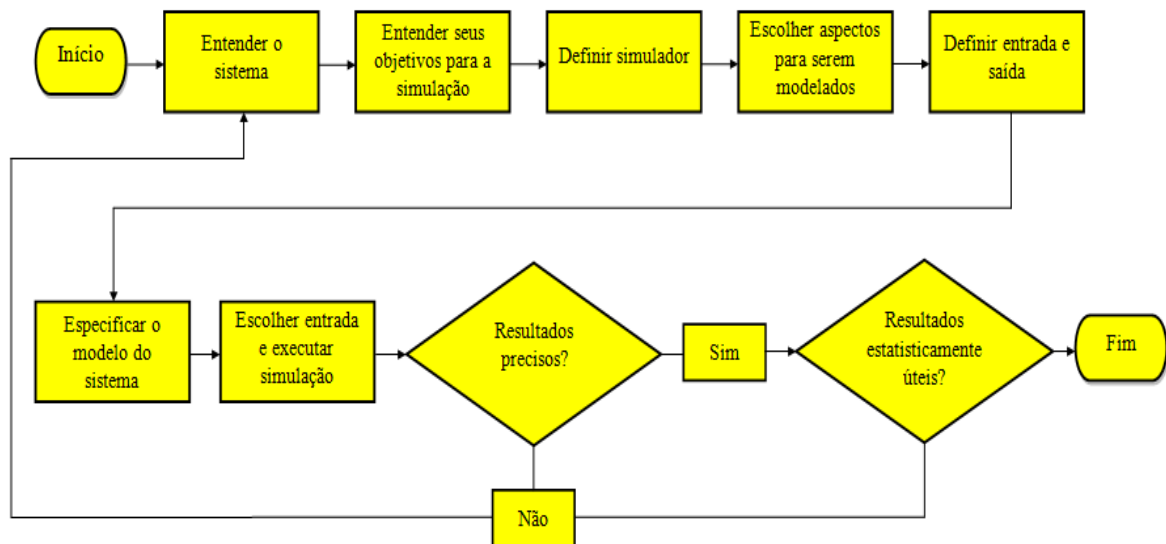 Início
Entender o
sistema
Entender seus
objetivos para a
simulação
Definir simulador
Escolher aspectos
para serem
modelados
Definir entrada e
saída
Especificar o
modelo do
sistema
Escolher entrada
e executar
simulação
Resultados
precisos?
Sim
Resultados
estatisticamente
úteis?
Fim
Não